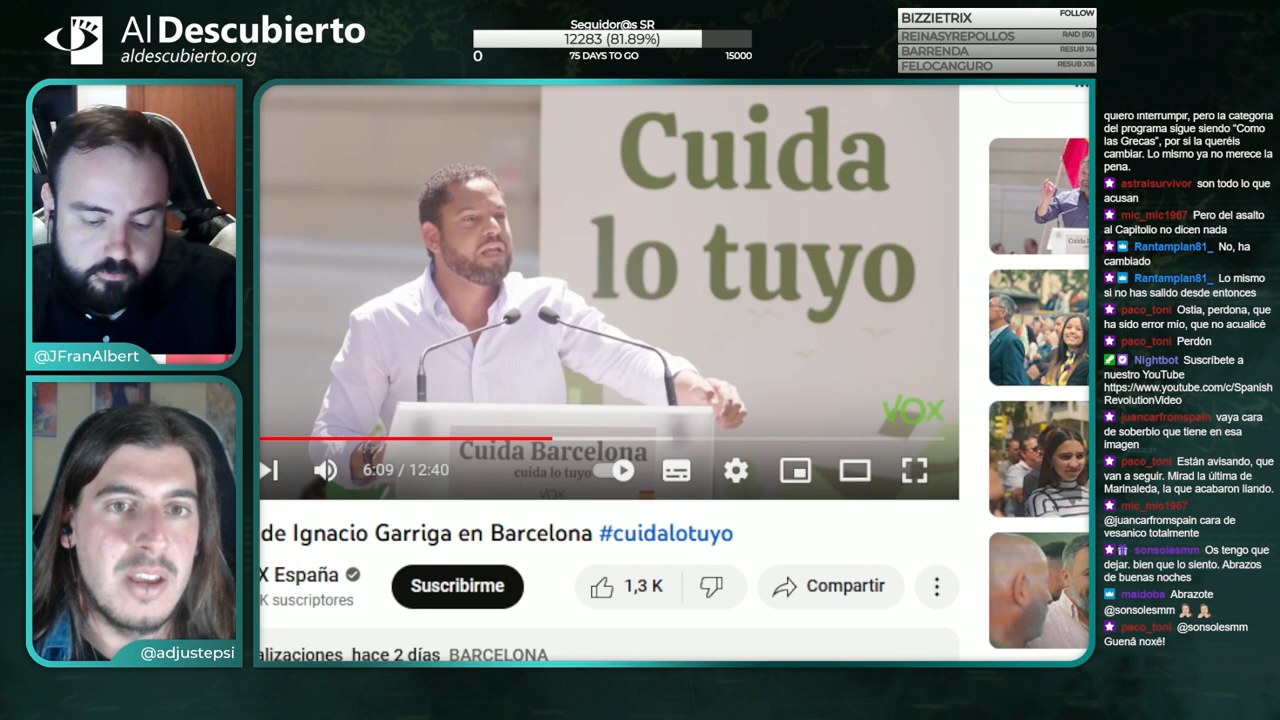 Al Descubierto
aldescubierto.org
Seguidor@s SR
12283 (81.89%)
0
75 DAYS TO GO
15000
BIZZIETRIX FOLLOW
REINASYREPOLLOS RAID (50)
BARRENDA RESUB X4
FELOCANGURO RESUB X16
@JFranAlbert
@adjustepsi
Cuida
lo tuyo
VOX
Cuida Barcelona
cuida lo tuyo
6:09 / 12:40
de Ignacio Garriga en Barcelona #cuidalotuyo
X España
K suscriptores
Suscribirme
1,3 K
Compartir
alizaciones hace 2 días BARCELONA
quiero interrumpir, pero la categoría
del programa sigue siendo "Como
las Grecas", por si la queréis
cambiar. Lo mismo ya no merece la
pena.
astralsurvivor son todo lo que
acusan
mic_mic1967 Pero del asalto
al Capitolio no dicen nada
Rantamplan81_ No, ha
cambiado
Rantamplan81_ Lo mismo
si no has salido desde entonces
paco_toni Ostia, perdona, que
ha sido error mío, que no acualicé
paco_toni Perdón
Nightbot Suscríbete a
nuestro YouTube
https://www.youtube.com/c/Spanish
RevolutionVideo
juancarfromspain vaya cara
de soberbio que tiene en esa
imagen
paco_toni Están avisando, que
van a seguir. Mirad la última de
Marinaleda, la que acabaron liando.
mic_mic1967
@juancarfromspain cara de
vesanico totalmente
sonsolesmm Os tengo que
dejar. bien que lo siento. Abrazos
de buenas noches
maidoba Abrazote
@sonsolesmm
paco_toni @sonsolesmm
Guená noxê!